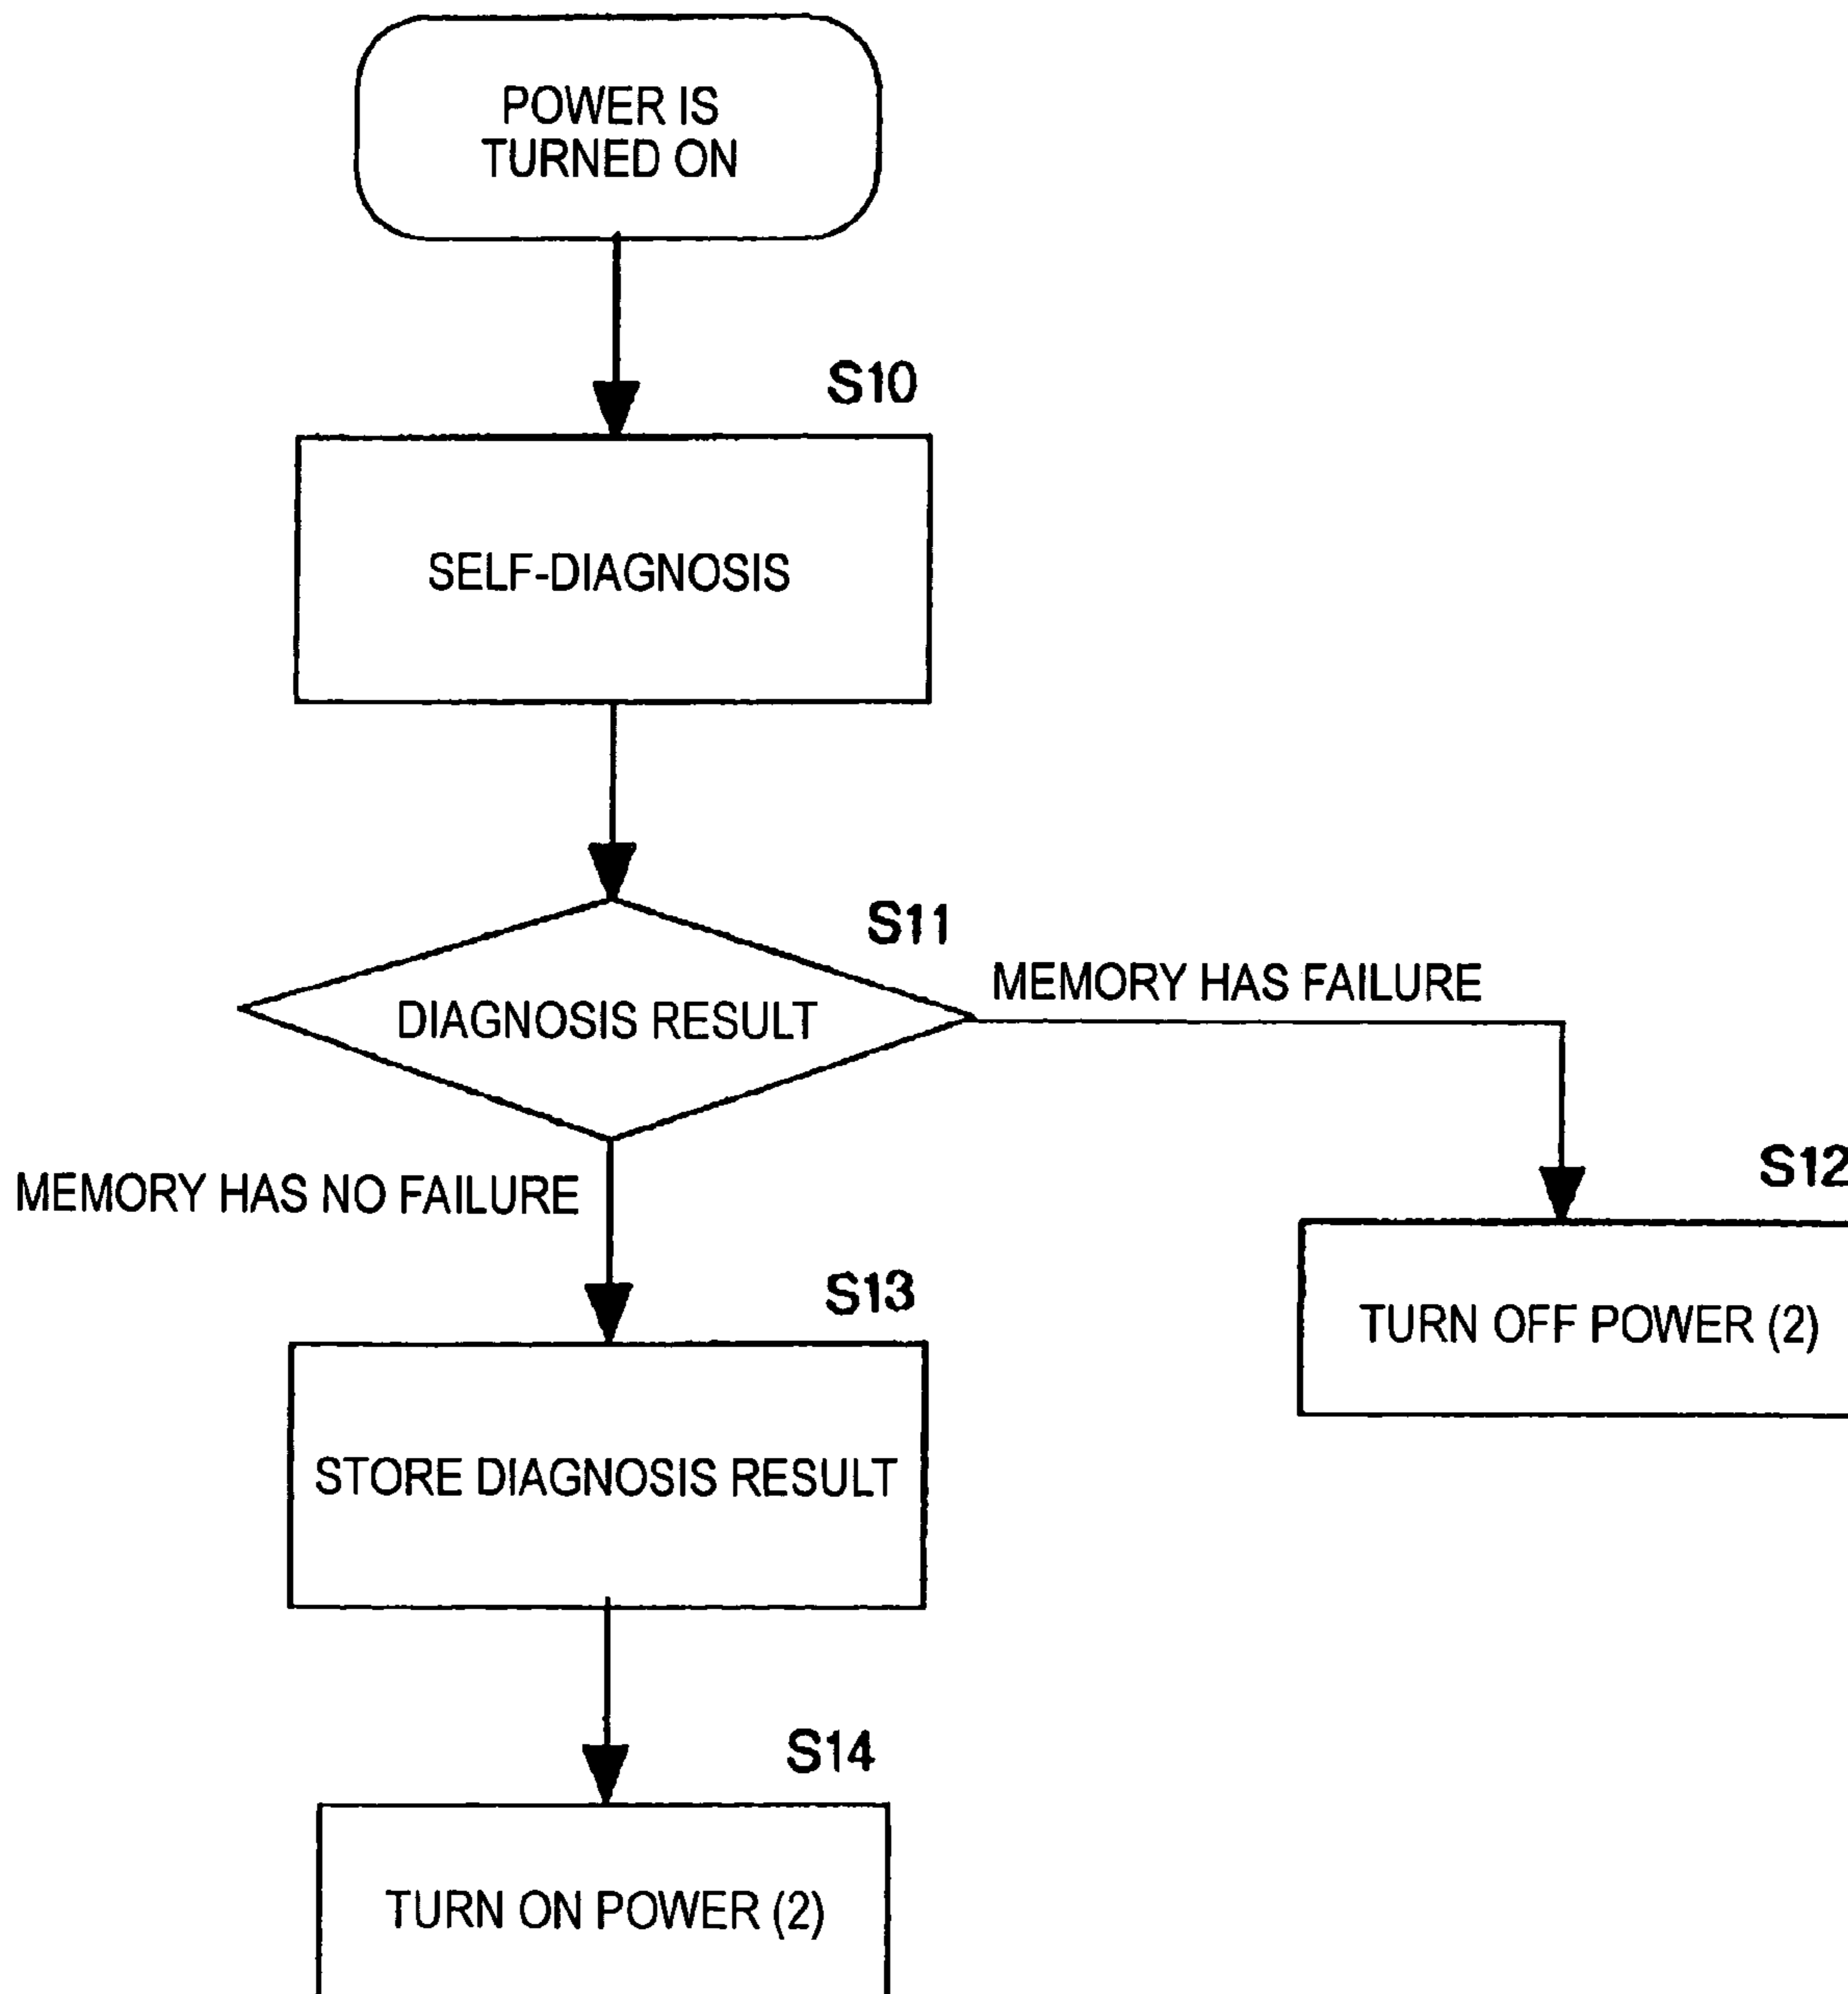 POWER IS
TURNED ON
S10
SELF-DIAGNOSIS
S11
DIAGNOSIS RESULT
MEMORY HAS FAILURE
MEMORY HAS NO FAILURE
S12
TURN OFF POWER (2)
S13
STORE DIAGNOSIS RESULT
S14
TURN ON POWER (2)